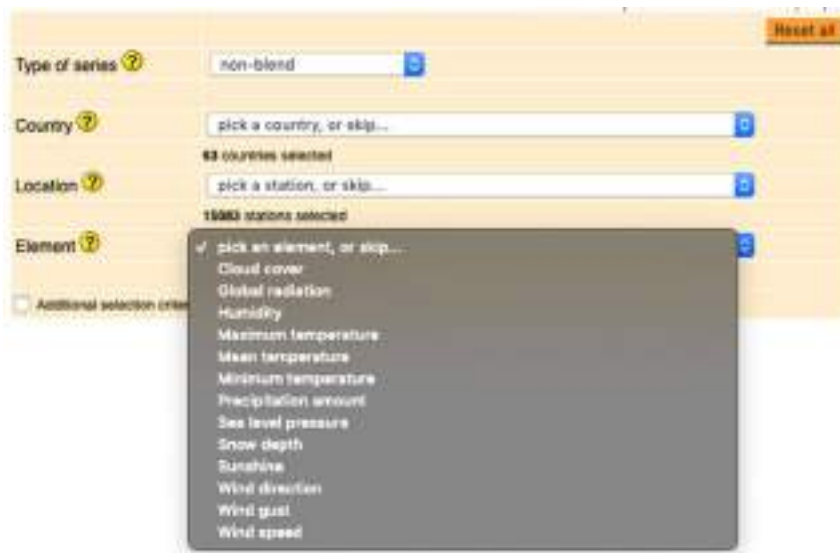 Reset all
Type of series ?
non-blend
Country ?
pick a country, or skip...
63 countries selected
Location ?
pick a station, or skip...
stations selected
Element ?
✓ pick an element, or skip...
Cloud cover
Global radiation
Humidity
Maximum temperature
Mean temperature
Minimum temperature
Precipitation amount
Sea level pressure
Snow depth
Sunshine
Wind direction
Wind gust
Wind speed
Additional selection criter